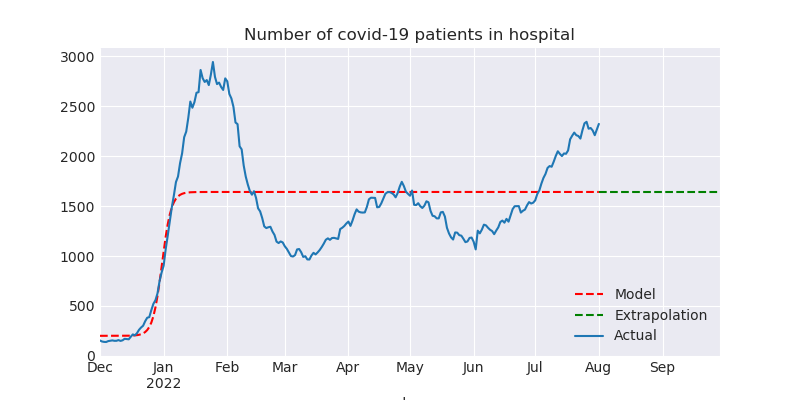 Number of covid-19 patients in hospital
3000
2500
2000
1500
1000
500
0
Model
Extrapolation
Actual
Dec Jan Feb Mar Apr May Jun Jul Aug Sep
2022